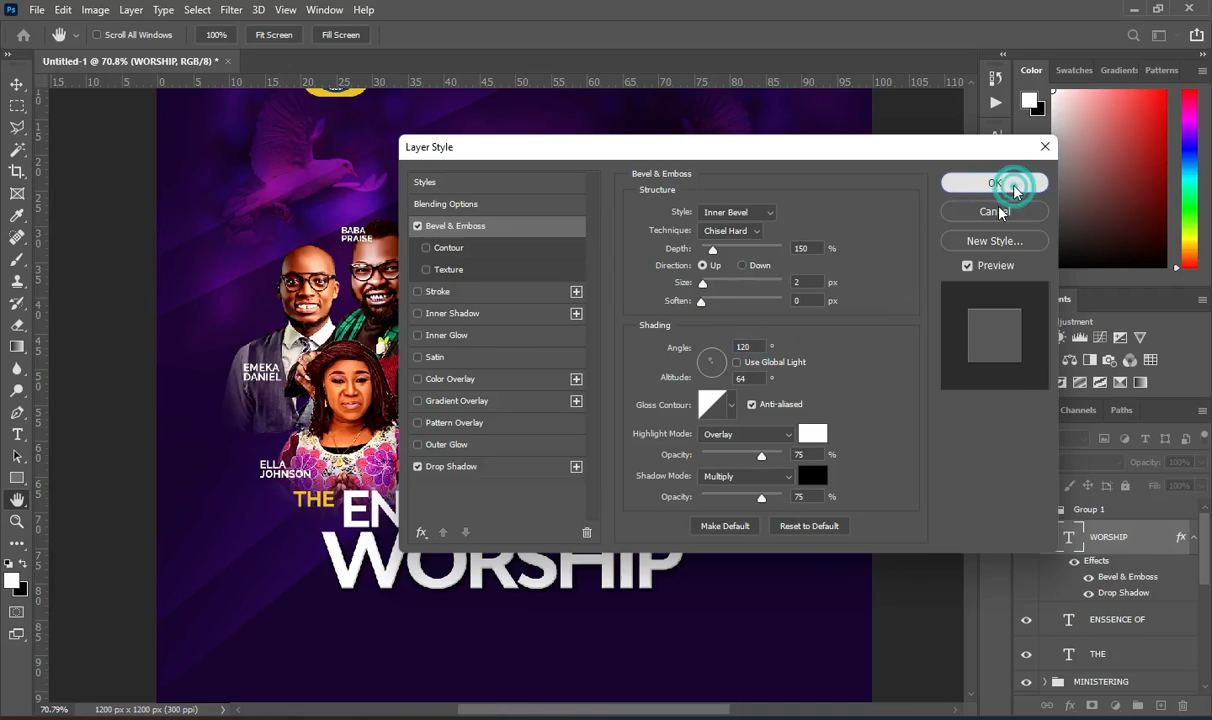 Ps File Edit Image Layer Type Select Filter 3D View Window Help
Scroll All Windows 100% Fit Screen Fill Screen
Untitled-1 @ 70.8% (WORSHIP, RGB/8) * ×
Color Swatches Gradients Patterns
Layer Style
Styles
Blending Options
Bevel & Emboss
Contour
Texture
Stroke
Inner Shadow
Inner Glow
Satin
Color Overlay
Gradient Overlay
Pattern Overlay
Outer Glow
Drop Shadow
fx
Bevel & Emboss
Structure
Style: Inner Bevel
Technique: Chisel Hard
Depth: 150 %
Direction: Up Down
Size: 2 px
Soften: 0 px
Shading
Angle: 120 °
Use Global Light
Altitude: 64 °
Gloss Contour: Anti-aliased
Highlight Mode: Overlay
Opacity: 75 %
Shadow Mode: Multiply
Opacity: 75 %
Make Default Reset to Default
OK
Cancel
New Style...
Preview
BABA
PRAISE
EMEKA
DANIEL
ELLA
JOHNSON
THE EN
WORSHIP
Channels Paths
Opacity: 100%
Fill: 100%
Group 1
WORSHIP fx
Effects
Bevel & Emboss
Drop Shadow
ENSSENCE OF
THE
MINISTERING
70.79% 1200 px x 1200 px (300 ppi)